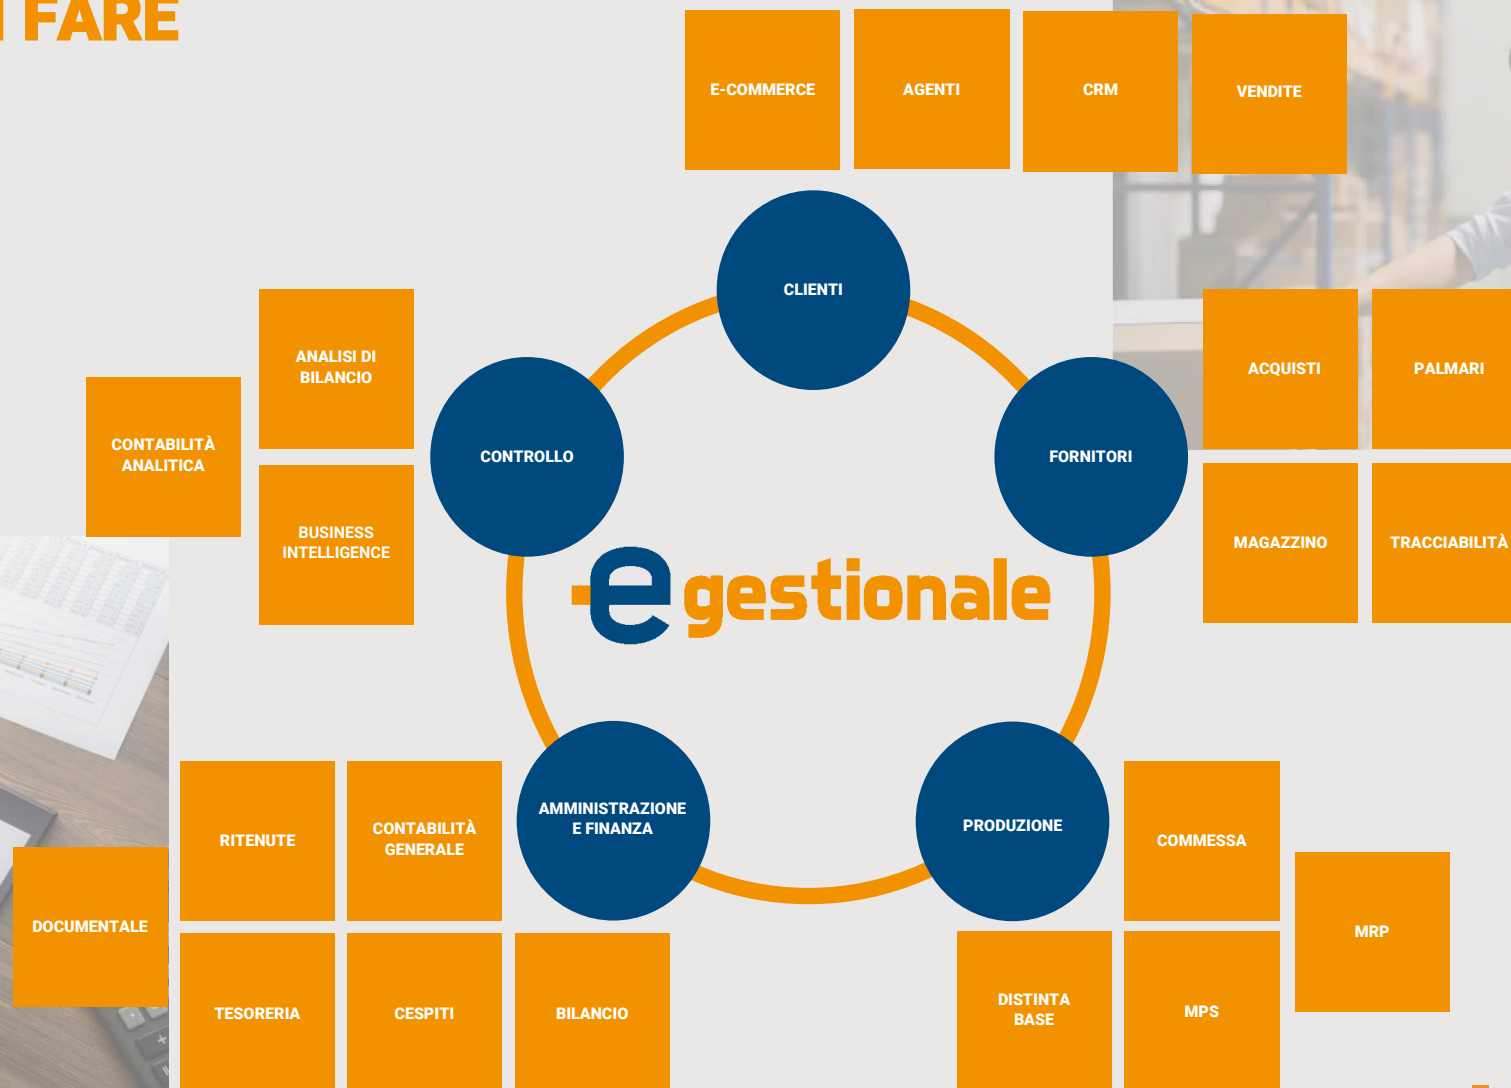 FARE
E-COMMERCE
AGENTI
CRM
VENDITE
CLIENTI
ANALISI DI
BILANCIO
CONTABILITÀ
ANALITICA
BUSINESS
INTELLIGENCE
CONTROLLO
FORNITORI
ACQUISTI
PALMARI
MAGAZZINO
TRACCIABILITÀ
e gestionale
AMMINISTRAZIONE
E FINANZA
PRODUZIONE
RITENUTE
CONTABILITÀ
GENERALE
DOCUMENTALE
TESORERIA
CESPITI
BILANCIO
COMMESSA
MRP
DISTINTA
BASE
MPS